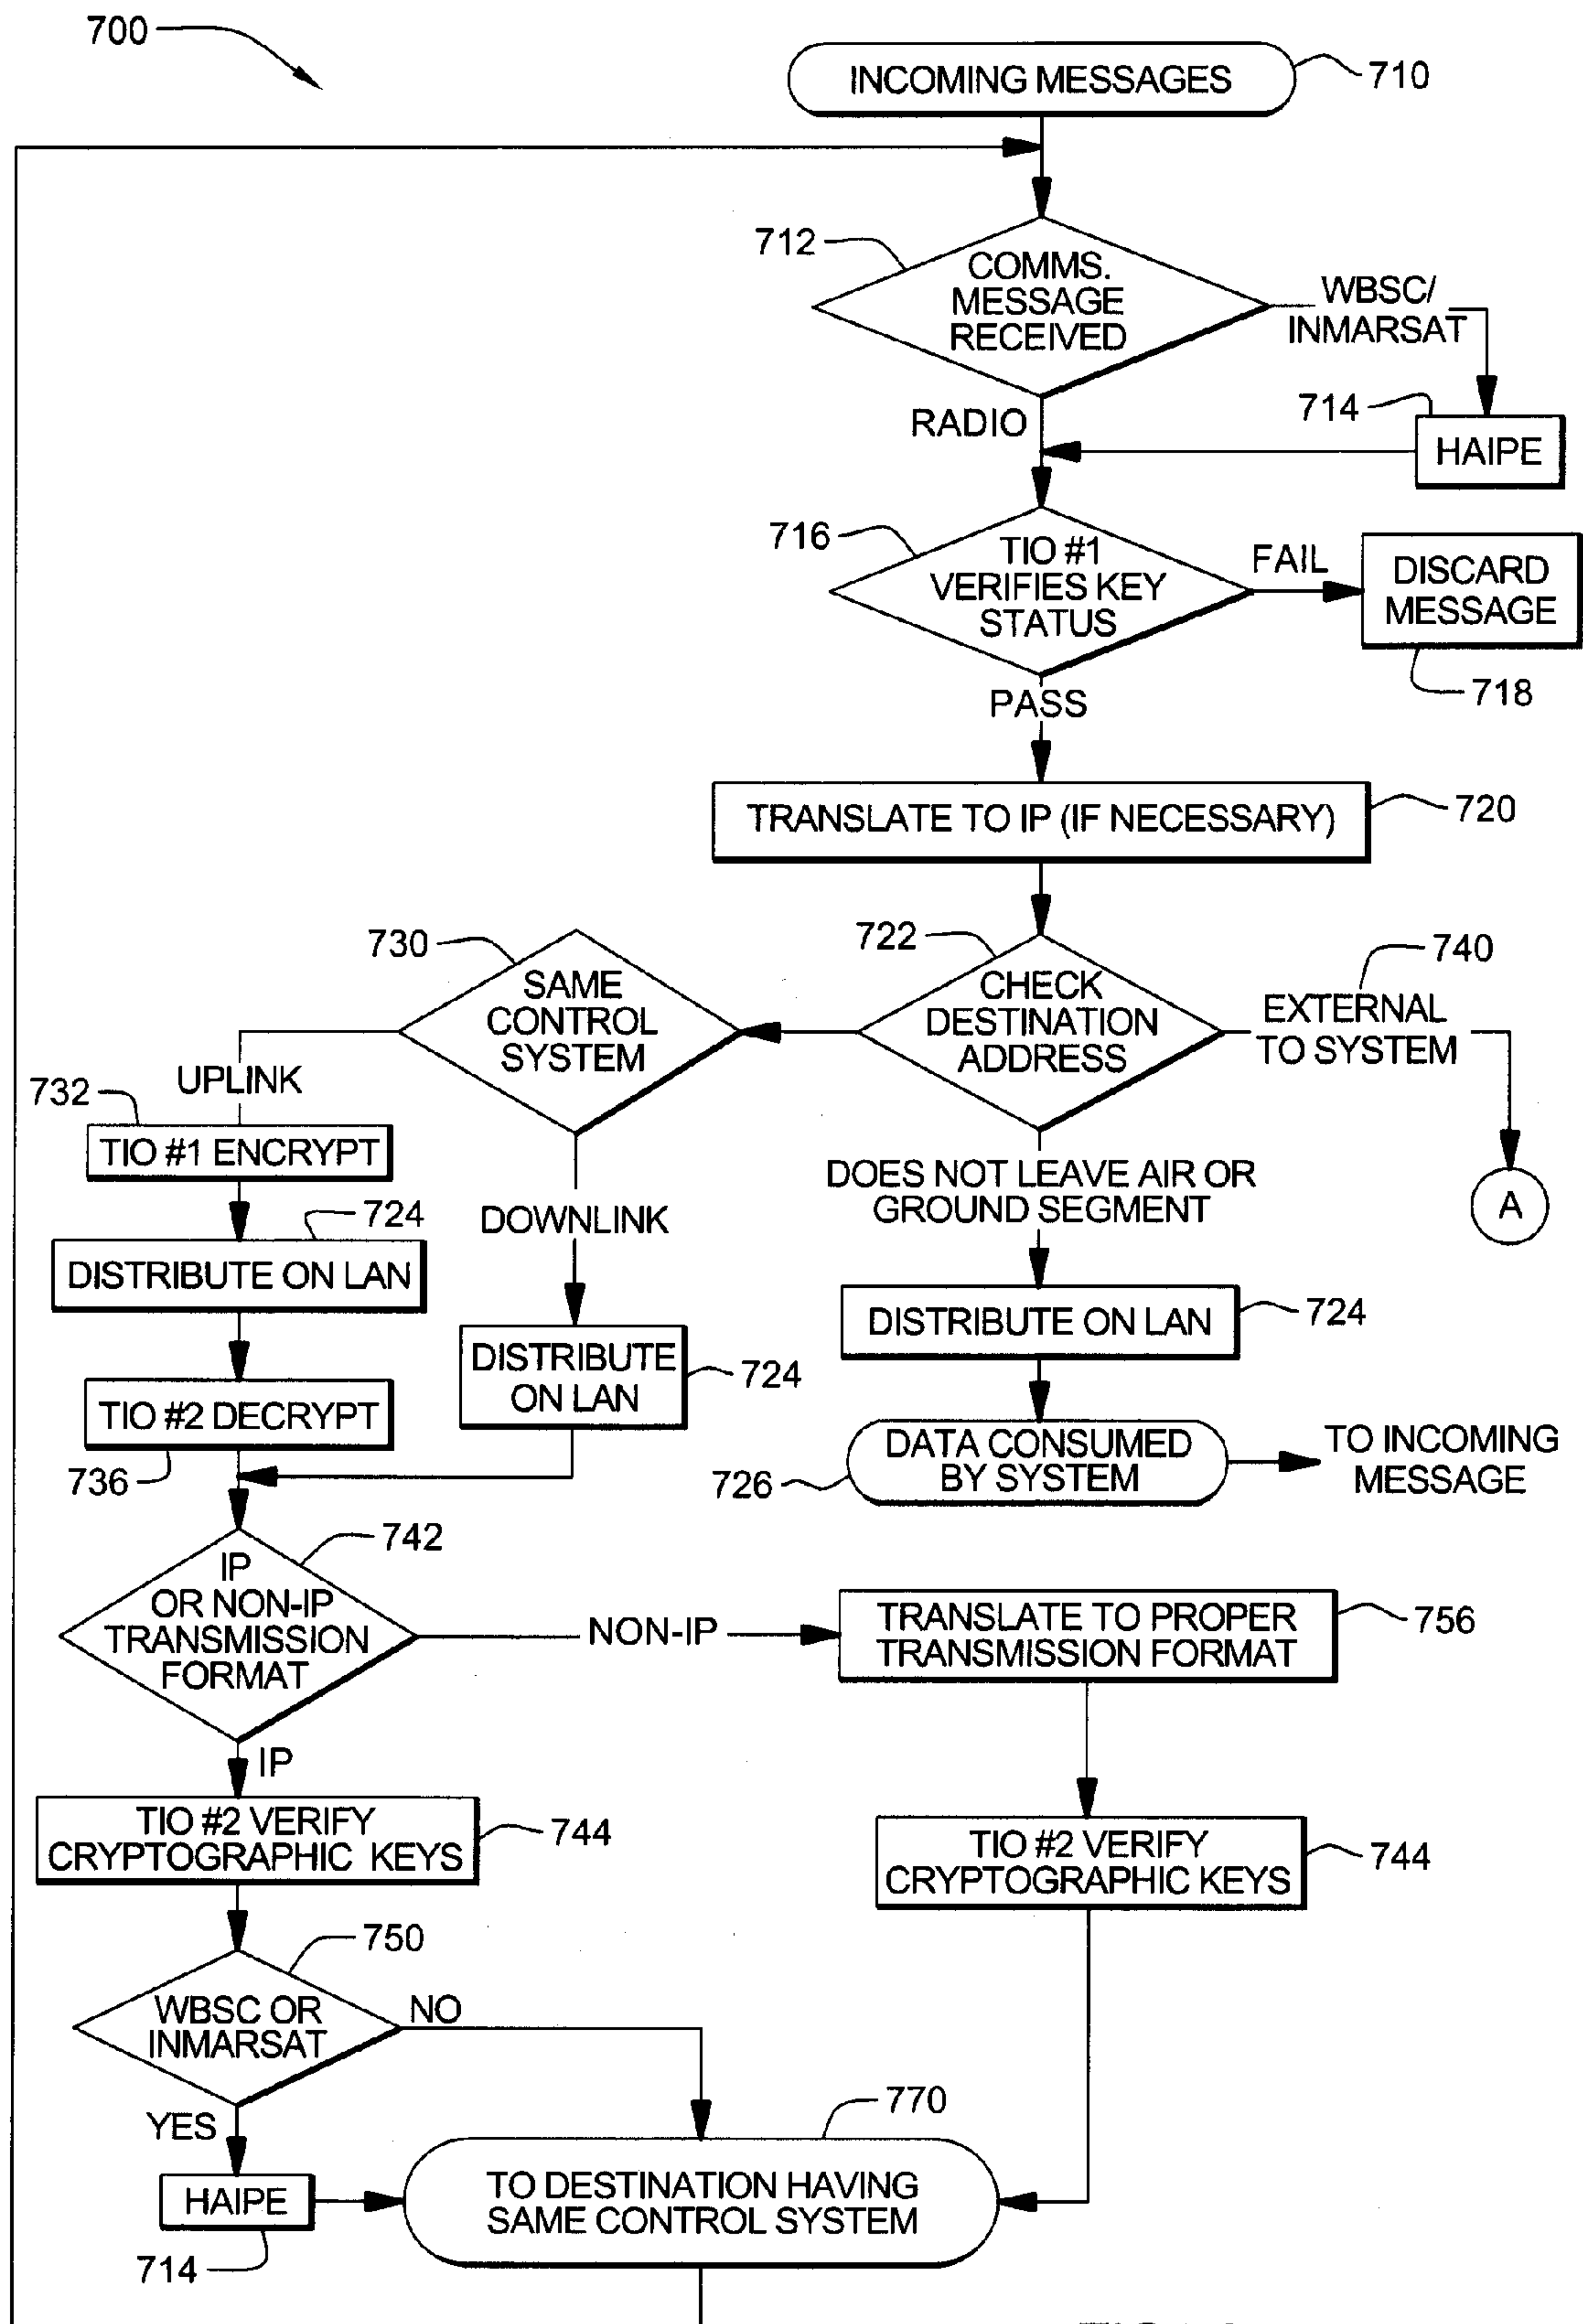 700
INCOMING MESSAGES
710
712
COMMS.
MESSAGE
RECEIVED
WBSC/
INMARSAT
RADIO
714
HAIPE
716
TIO #1
VERIFIES KEY
STATUS
FAIL
DISCARD
MESSAGE
718
PASS
TRANSLATE TO IP (IF NECESSARY)
720
730
SAME
CONTROL
SYSTEM
722
CHECK
DESTINATION
ADDRESS
740
EXTERNAL
TO SYSTEM
A
UPLINK
732
TIO #1 ENCRYPT
724
DISTRIBUTE ON LAN
TIO #2 DECRYPT
736
DOWNLINK
DISTRIBUTE
ON LAN
724
DOES NOT LEAVE AIR OR
GROUND SEGMENT
DISTRIBUTE ON LAN
724
DATA CONSUMED
BY SYSTEM
726
TO INCOMING
MESSAGE
742
IP
OR NON-IP
TRANSMISSION
FORMAT
NON-IP
TRANSLATE TO PROPER
TRANSMISSION FORMAT
756
IP
TIO #2 VERIFY
CRYPTOGRAPHIC KEYS
744
TIO #2 VERIFY
CRYPTOGRAPHIC KEYS
744
750
WBSC OR
INMARSAT
NO
YES
HAIPE
714
770
TO DESTINATION HAVING
SAME CONTROL SYSTEM